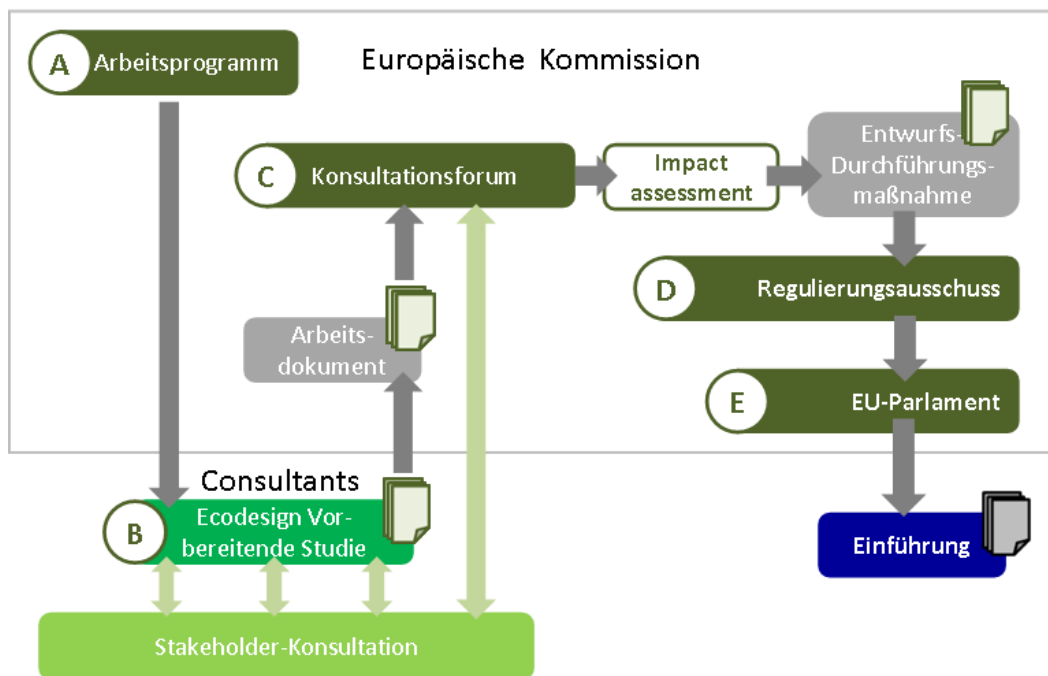 A
Arbeitsprogramm
Europäische Kommission
C
Konsultationsforum
Impact
assessment
Entwurfs-
Durchführungs-
maßnahme
D
Regulierungsausschuss
Arbeits-
dokument
E
EU-Parlament
Consultants
B
Ecodesign Vor-
bereitende Studie
Einführung
Stakeholder-Konsultation